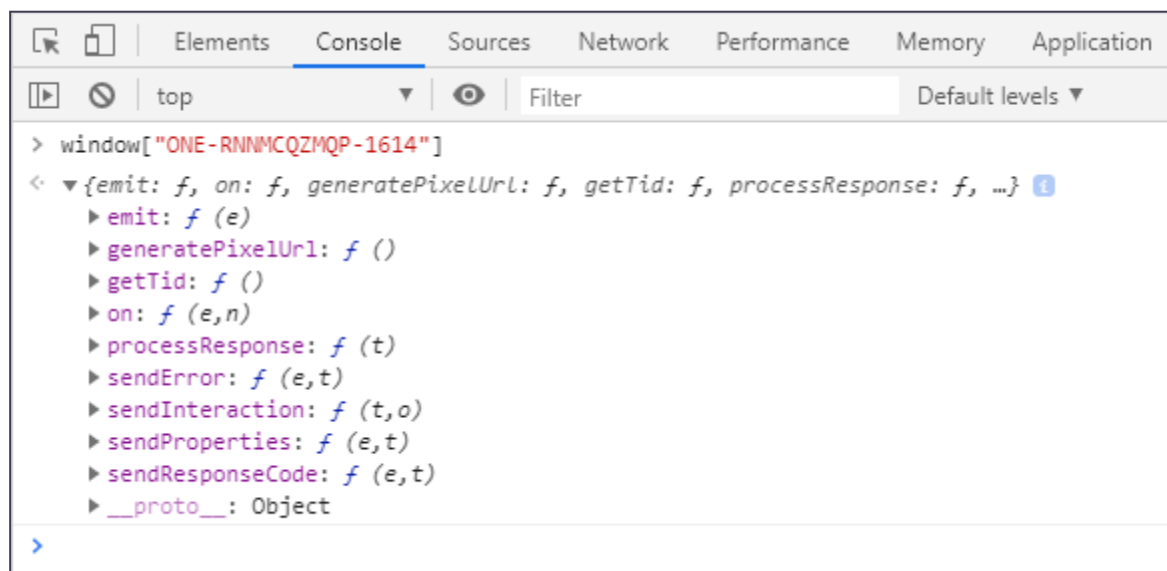 Elements Console Sources Network Performance Memory Application
top ▼ Filter Default levels ▼
> window["ONE-RNNMCQZMQP-1614"]
<· ▼{emit: ƒ, on: ƒ, generatePixelUrl: ƒ, getTid: ƒ, processResponse: ƒ, …} i
▶emit: ƒ (e)
▶generatePixelUrl: ƒ ()
▶getTid: ƒ ()
▶on: ƒ (e,n)
▶processResponse: ƒ (t)
▶sendError: ƒ (e,t)
▶sendInteraction: ƒ (t,o)
▶sendProperties: ƒ (e,t)
▶sendResponseCode: ƒ (e,t)
▶__proto__: Object
>